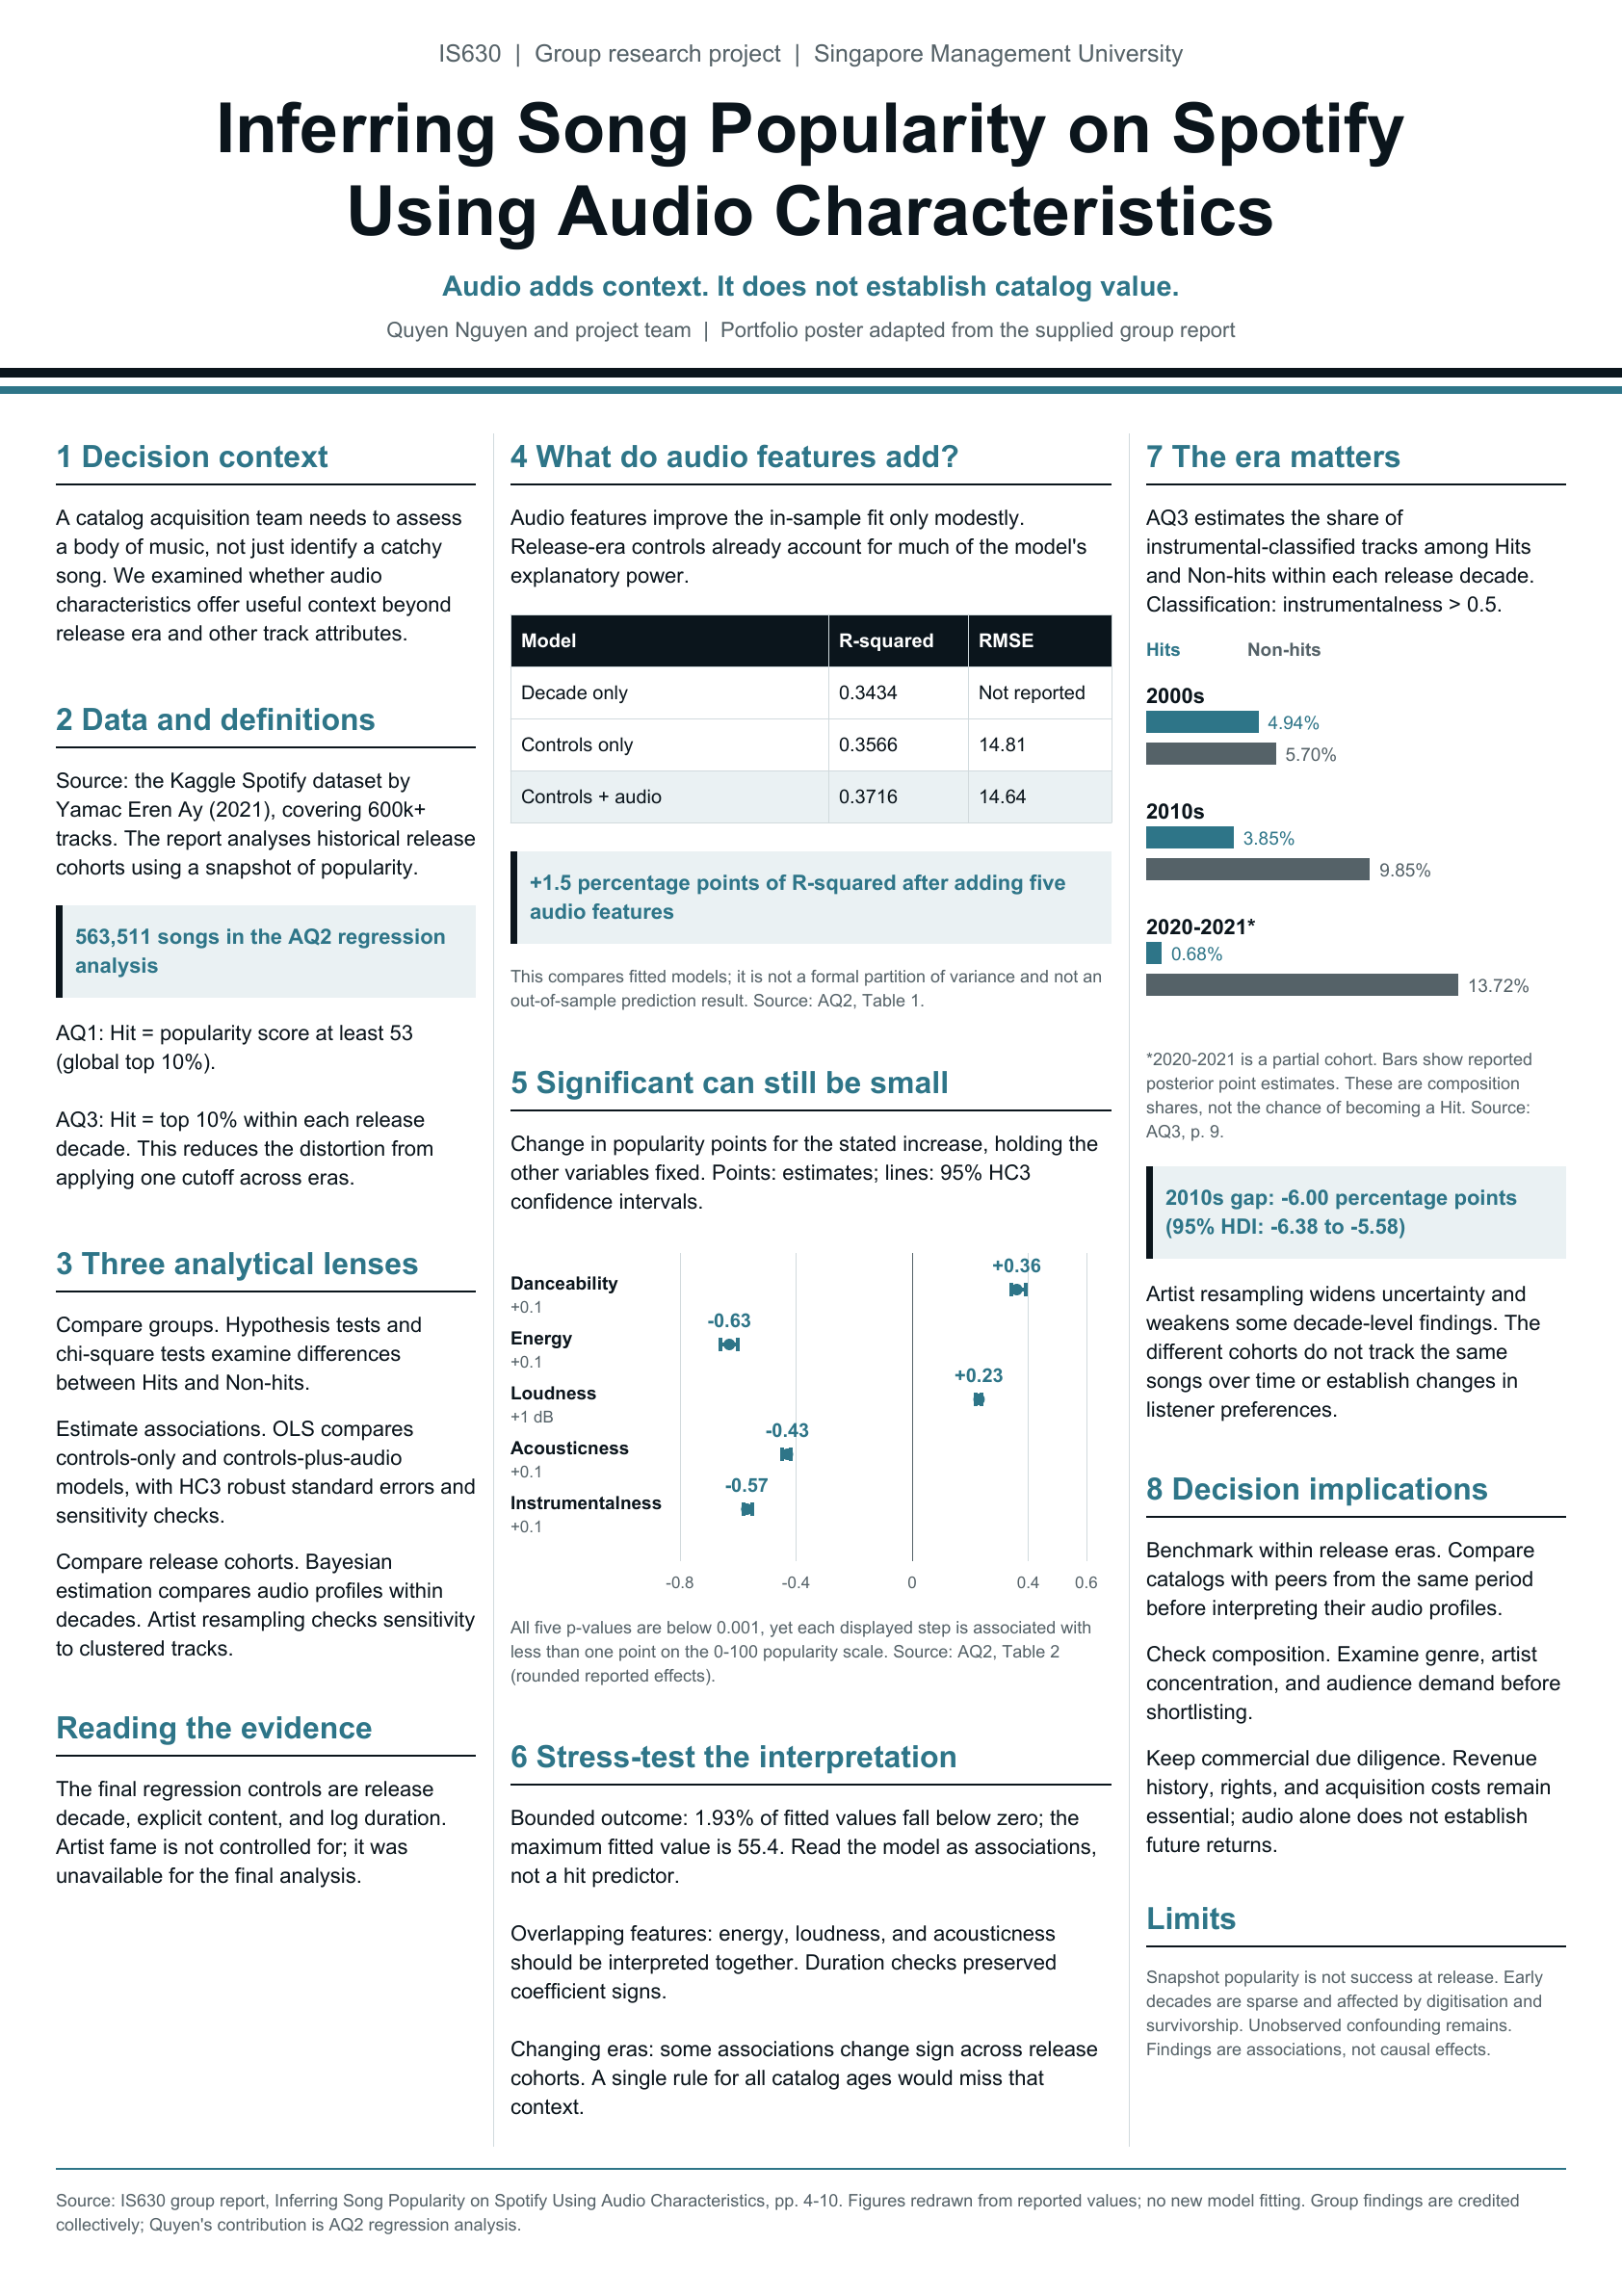 IS630 | Group research project | Singapore Management University
Inferring Song Popularity on Spotify
Using Audio Characteristics
Audio adds context. It does not establish catalog value.
Quyen Nguyen and project team | Portfolio poster adapted from the supplied group report
1 Decision context
A catalog acquisition team needs to assess
a body of music, not just identify a catchy
song. We examined whether audio
characteristics offer useful context beyond
release era and other track attributes.
2 Data and definitions
Source: the Kaggle Spotify dataset by
Yamac Eren Ay (2021), covering 600k+
tracks. The report analyses historical release
cohorts using a snapshot of popularity.
563,511 songs in the AQ2 regression
analysis
AQ1: Hit = popularity score at least 53
(global top 10%).
AQ3: Hit = top 10% within each release
decade. This reduces the distortion from
applying one cutoff across eras.
3 Three analytical lenses
Compare groups. Hypothesis tests and
chi-square tests examine differences
between Hits and Non-hits.
Estimate associations. OLS compares
controls-only and controls-plus-audio
models, with HC3 robust standard errors and
sensitivity checks.
Compare release cohorts. Bayesian
estimation compares audio profiles within
decades. Artist resampling checks sensitivity
to clustered tracks.
Reading the evidence
The final regression controls are release
decade, explicit content, and log duration.
Artist fame is not controlled for; it was
unavailable for the final analysis.
4 What do audio features add?
Audio features improve the in-sample fit only modestly.
Release-era controls already account for much of the model's
explanatory power.
Model R-squared RMSE
Decade only 0.3434 Not reported
Controls only 0.3566 14.81
Controls + audio 0.3716 14.64
+1.5 percentage points of R-squared after adding five
audio features
This compares fitted models; it is not a formal partition of variance and not an
out-of-sample prediction result. Source: AQ2, Table 1.
5 Significant can still be small
Change in popularity points for the stated increase, holding the
other variables fixed. Points: estimates; lines: 95% HC3
confidence intervals.
Danceability +0.36
+0.1
Energy -0.63
+0.1
Loudness +0.23
+1 dB
Acousticness -0.43
+0.1
Instrumentalness -0.57
+0.1
-0.8 -0.4 0 0.4 0.6
All five p-values are below 0.001, yet each displayed step is associated with
less than one point on the 0-100 popularity scale. Source: AQ2, Table 2
(rounded reported effects).
6 Stress-test the interpretation
Bounded outcome: 1.93% of fitted values fall below zero; the
maximum fitted value is 55.4. Read the model as associations,
not a hit predictor.
Overlapping features: energy, loudness, and acousticness
should be interpreted together. Duration checks preserved
coefficient signs.
Changing eras: some associations change sign across release
cohorts. A single rule for all catalog ages would miss that
context.
7 The era matters
AQ3 estimates the share of
instrumental-classified tracks among Hits
and Non-hits within each release decade.
Classification: instrumentalness > 0.5.
Hits Non-hits
2000s
4.94%
5.70%
2010s
3.85%
9.85%
2020-2021*
0.68%
13.72%
*2020-2021 is a partial cohort. Bars show reported
posterior point estimates. These are composition
shares, not the chance of becoming a Hit. Source:
AQ3, p. 9.
2010s gap: -6.00 percentage points
(95% HDI: -6.38 to -5.58)
Artist resampling widens uncertainty and
weakens some decade-level findings. The
different cohorts do not track the same
songs over time or establish changes in
listener preferences.
8 Decision implications
Benchmark within release eras. Compare
catalogs with peers from the same period
before interpreting their audio profiles.
Check composition. Examine genre, artist
concentration, and audience demand before
shortlisting.
Keep commercial due diligence. Revenue
history, rights, and acquisition costs remain
essential; audio alone does not establish
future returns.
Limits
Snapshot popularity is not success at release. Early
decades are sparse and affected by digitisation and
survivorship. Unobserved confounding remains.
Findings are associations, not causal effects.
Source: IS630 group report, Inferring Song Popularity on Spotify Using Audio Characteristics, pp. 4-10. Figures redrawn from reported values; no new model fitting. Group findings are credited
collectively; Quyen's contribution is AQ2 regression analysis.